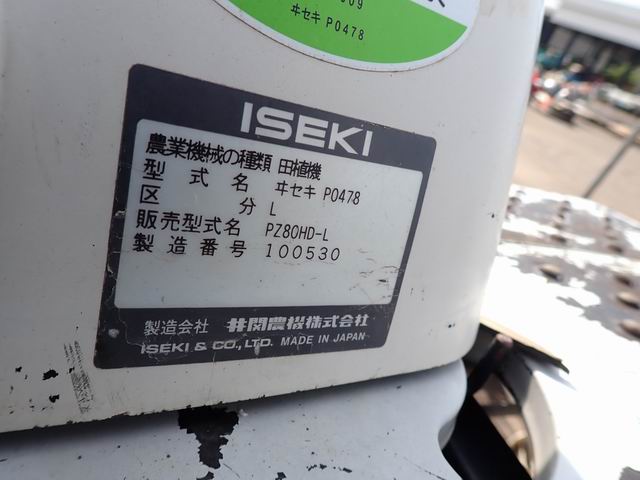 ヰセキ P0478
ISEKI
農業機械の種類 田植機
型式名 ヰセキ P0478
区分 L
販売型式名 PZ80HD-L
製造番号 100530
製造会社 井関農機株式会社
ISEKI & CO., LTD. MADE IN JAPAN